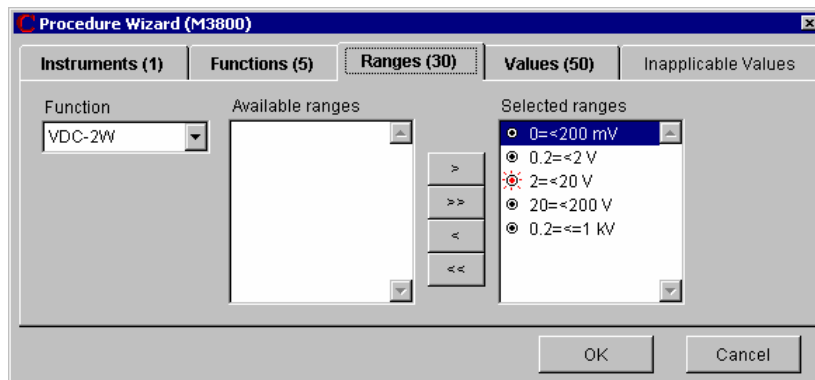 Procedure Wizard (M3800)
Instruments (1) Functions (5) Ranges (30) Values (50) Inapplicable Values
Function Available ranges Selected ranges
VDC-2W
0=<200 mV
0.2=<2 V
2=<20 V
20=<200 V
0.2=<=1 kV
>
>>
<
<<
OK Cancel